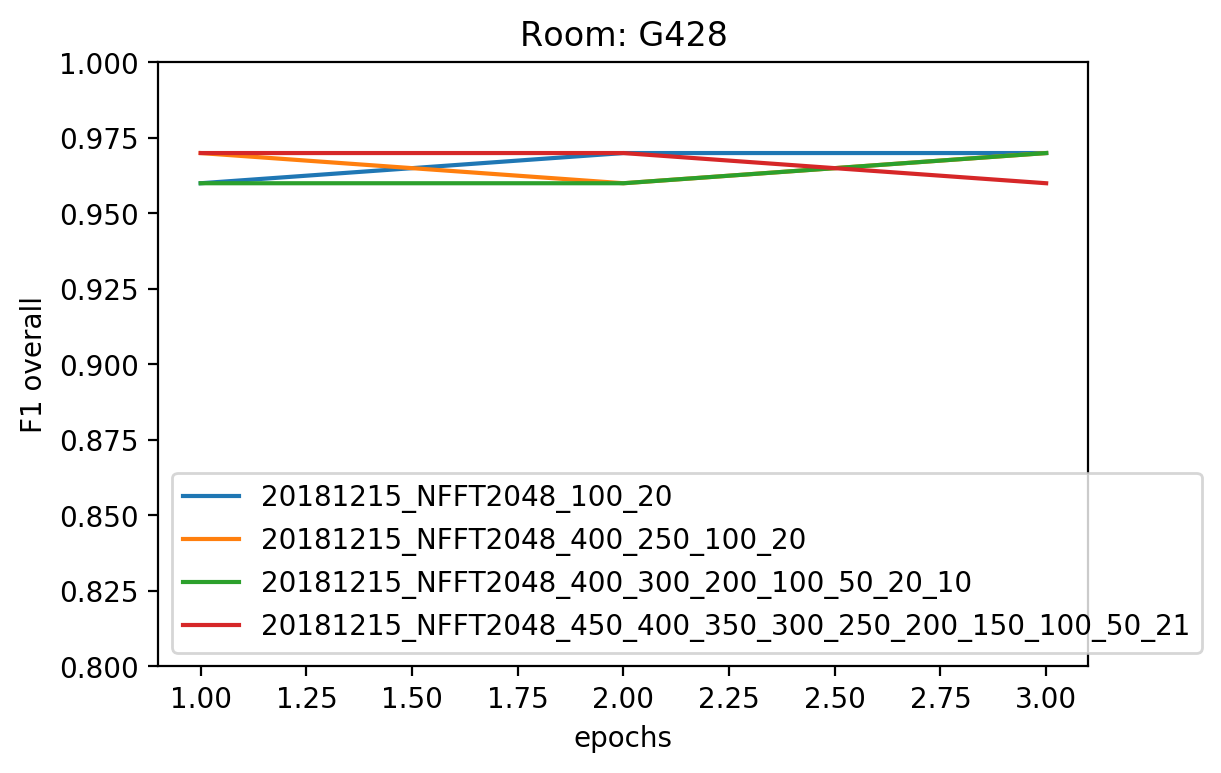 Room: G428
1.000
0.975
0.950
0.925
0.900
0.875
0.850
0.825
0.800
F1 overall
20181215_NFFT2048_100_20
20181215_NFFT2048_400_250_100_20
20181215_NFFT2048_400_300_200_100_50_20_10
20181215_NFFT2048_450_400_350_300_250_200_150_100_50_21
1.00 1.25 1.50 1.75 2.00 2.25 2.50 2.75 3.00
epochs